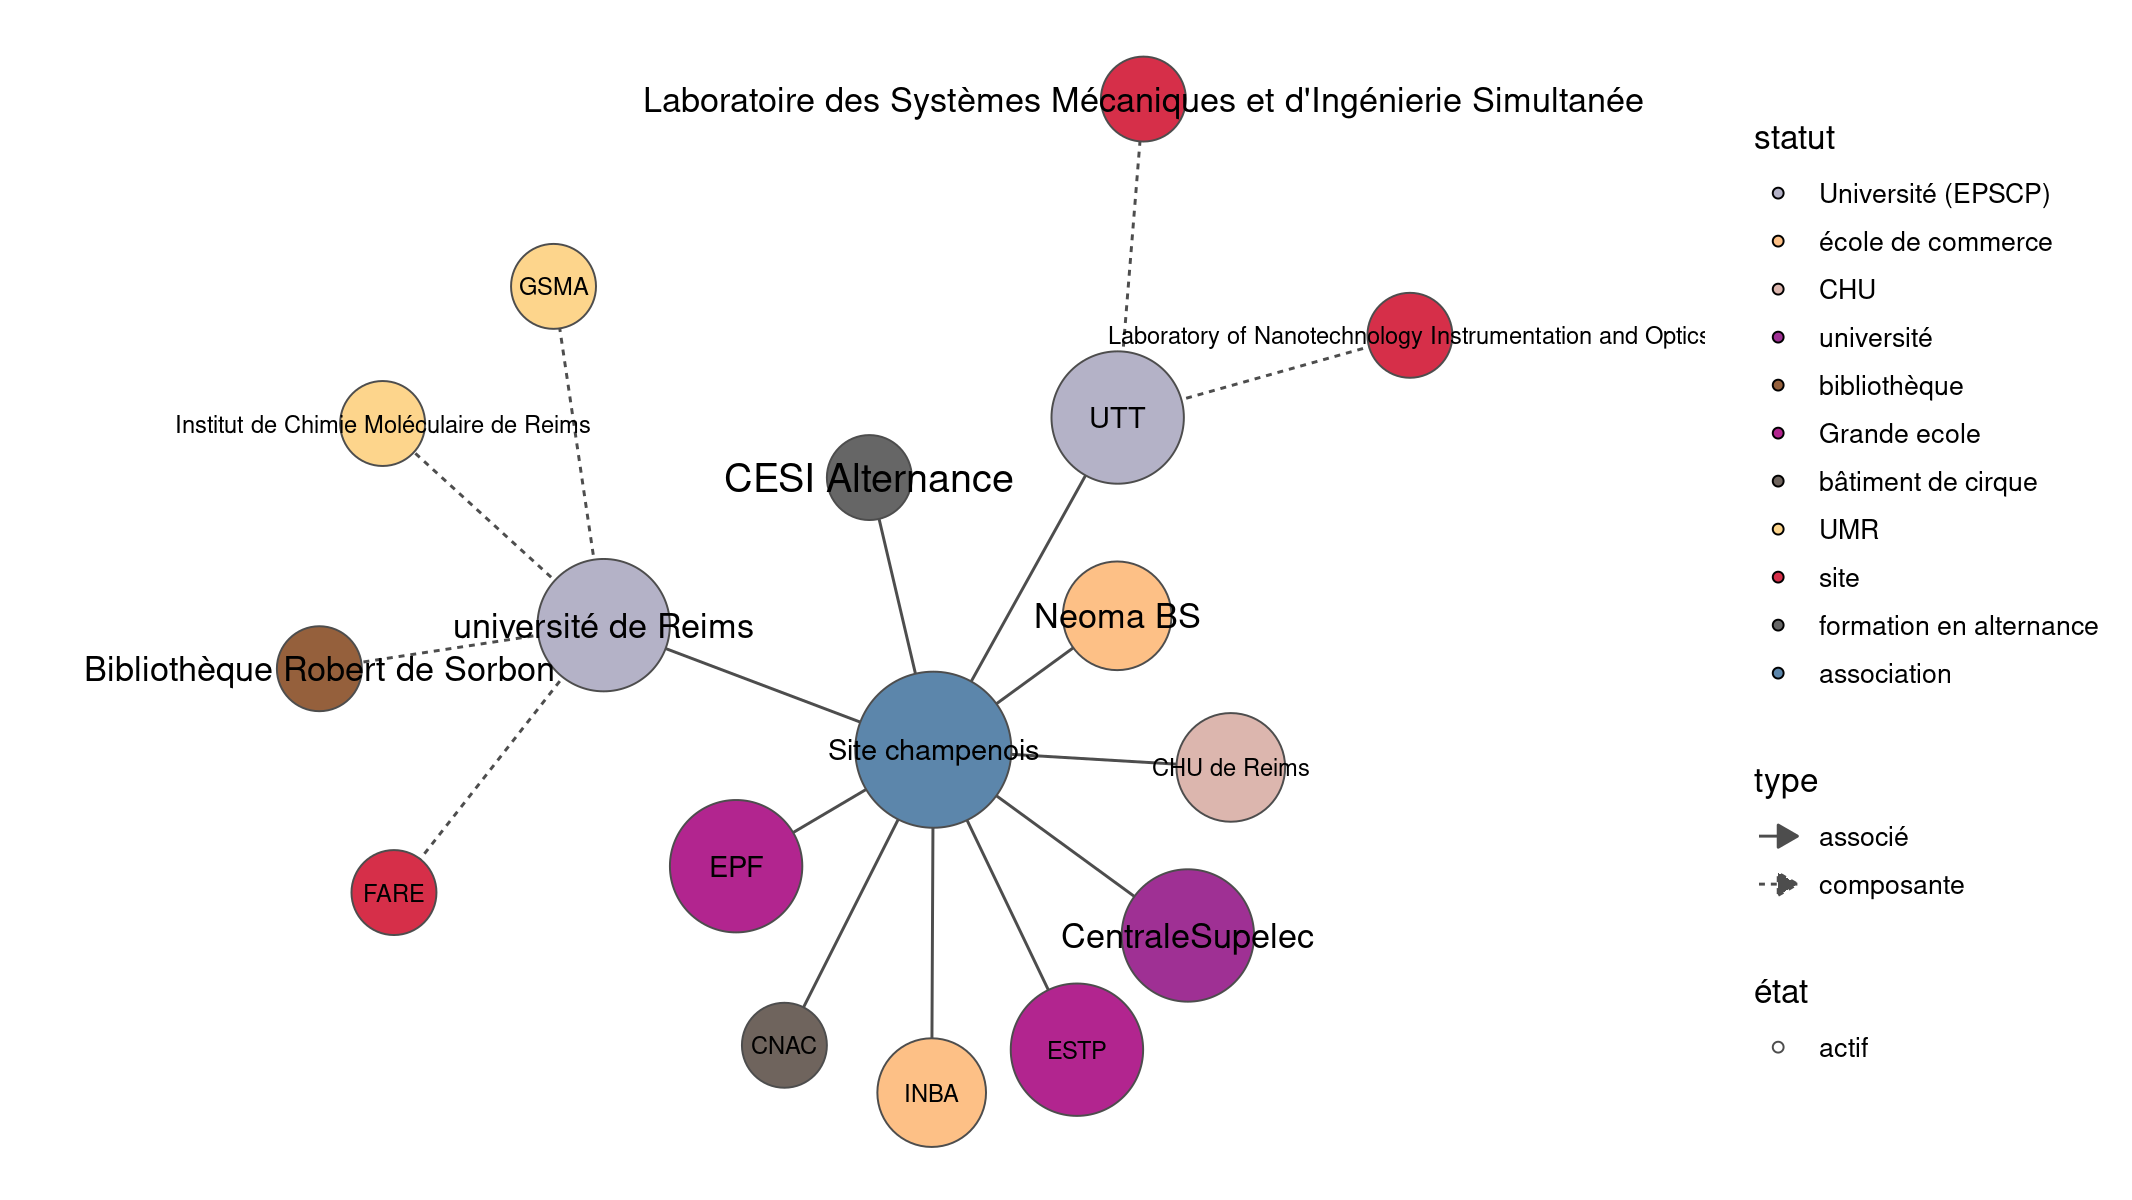 Laboratoire des Systèmes Mécaniques et d'Ingénierie Simultanée
GSMA
Laboratory of Nanotechnology Instrumentation and Optics
Institut de Chimie Moléculaire de Reims
UTT
CESI Alternance
Neoma BS
université de Reims
Bibliothèque Robert de Sorbon
Site champenois
CHU de Reims
EPF
FARE
CentraleSupelec
CNAC
ESTP
INBA
statut
Université (EPSCP)
école de commerce
CHU
université
bibliothèque
Grande ecole
bâtiment de cirque
UMR
site
formation en alternance
association
type
associé
composante
état
actif